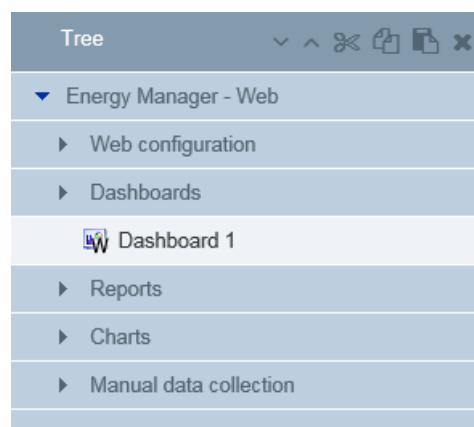 Tree
Energy Manager - Web
Web configuration
Dashboards
Dashboard 1
Reports
Charts
Manual data collection